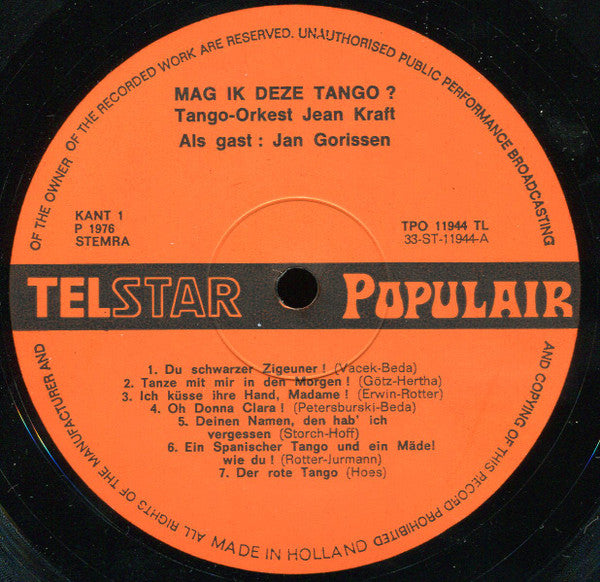 ALL RIGHTS OF THE MANUFACTURER AND OF THE OWNER OF THE RECORDED WORK ARE RESERVED. UNAUTHORISED PUBLIC PERFORMANCE BROADCASTING AND COPYING OF THIS RECORD PROHIBITED
MAG IK DEZE TANGO ?
Tango-Orkest Jean Kraft
Als gast : Jan Gorissen
KANT 1
P 1976
STEMRA
TPO 11944 TL
33-ST-11944-A
TELSTAR POPULAIR
1. Du schwarzer Zigeuner ! (Vacek-Beda)
2. Tanze mit mir in den Morgen ! (Götz-Hertha)
3. Ich küsse ihre Hand, Madame ! (Erwin-Rotter)
4. Oh Donna Clara ! (Petersburski-Beda)
5. Deinen Namen, den hab' ich
vergessen (Storch-Hoff)
6. Ein Spanischer Tango und ein Mädel
wie du ! (Rotter-Jurmann)
7. Der rote Tango (Hoes)
MADE IN HOLLAND